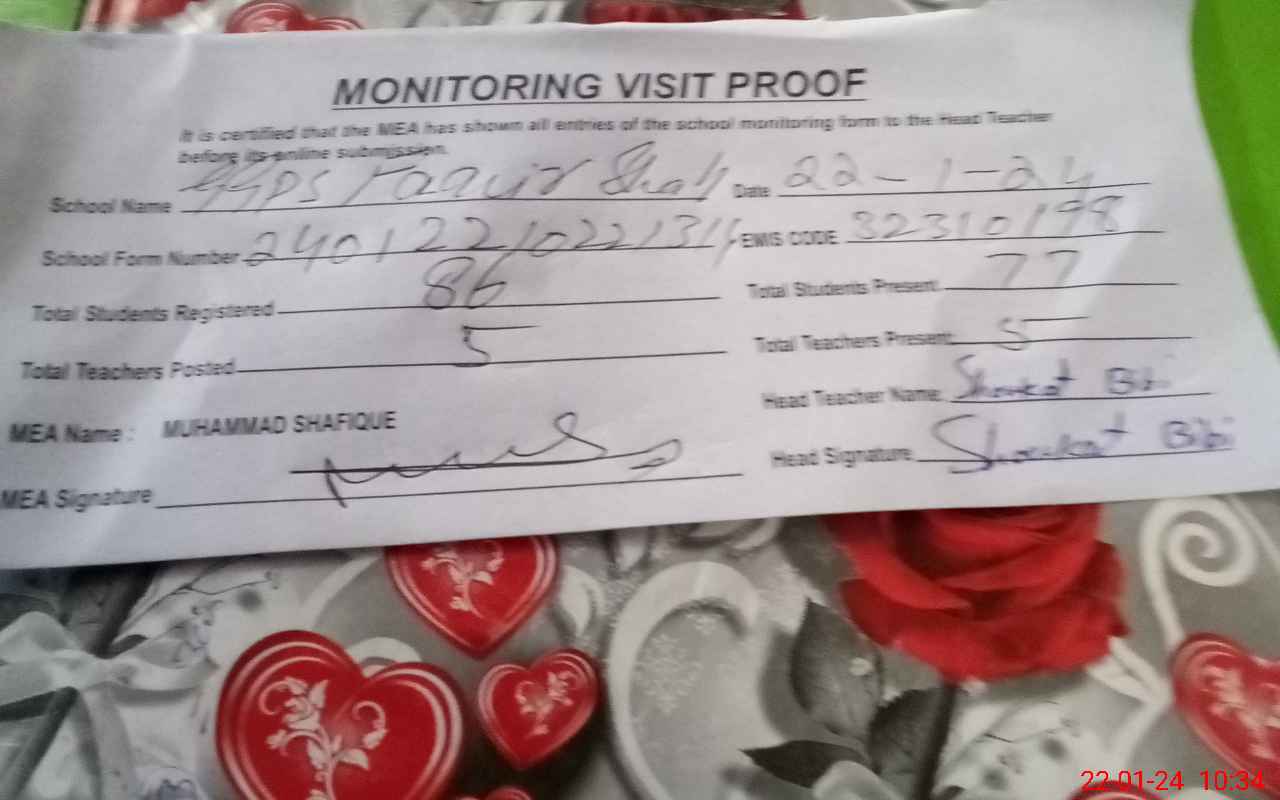 MONITORING VISIT PROOF
It is certified that the MEA has shown all entries of the school monitoring form to the Head Teacher
before its online submission.
School Name GGPS Faqir Shah Date 22-1-24
School Form Number EMIS CODE 32310198
Total Students Registered 86 Total Students Present 77
Total Teachers Posted 5 Total Teachers Present 5
MEA Name: MUHAMMAD SHAFIQUE Head Teacher Name Shoukat Bibi
MEA Signature Head Signature Shoukat Bibi
22-01-24 10:34